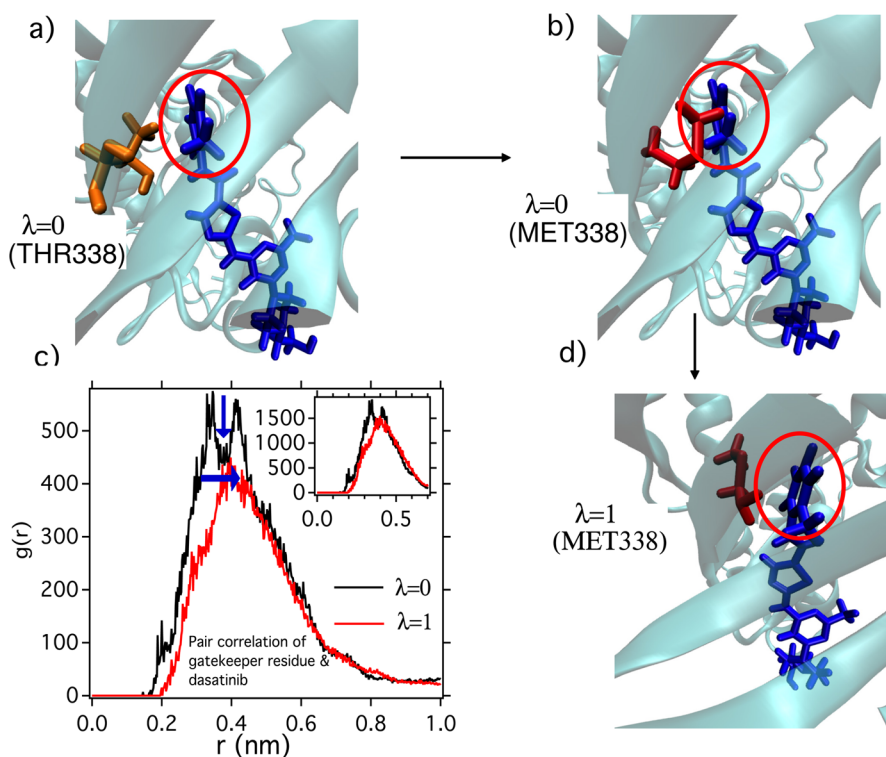 a)
λ=0
(THR338)
b)
λ=0
(MET338)
c)
500
400
300
200
100
0
g(r)
0.0 0.2 0.4 0.6 0.8 1.0
r (nm)
1500
1000
500
0
0.0 0.5
λ=0
λ=1
Pair correlation of
gatekeeper residue &
dasatinib
d)
λ=1
(MET338)